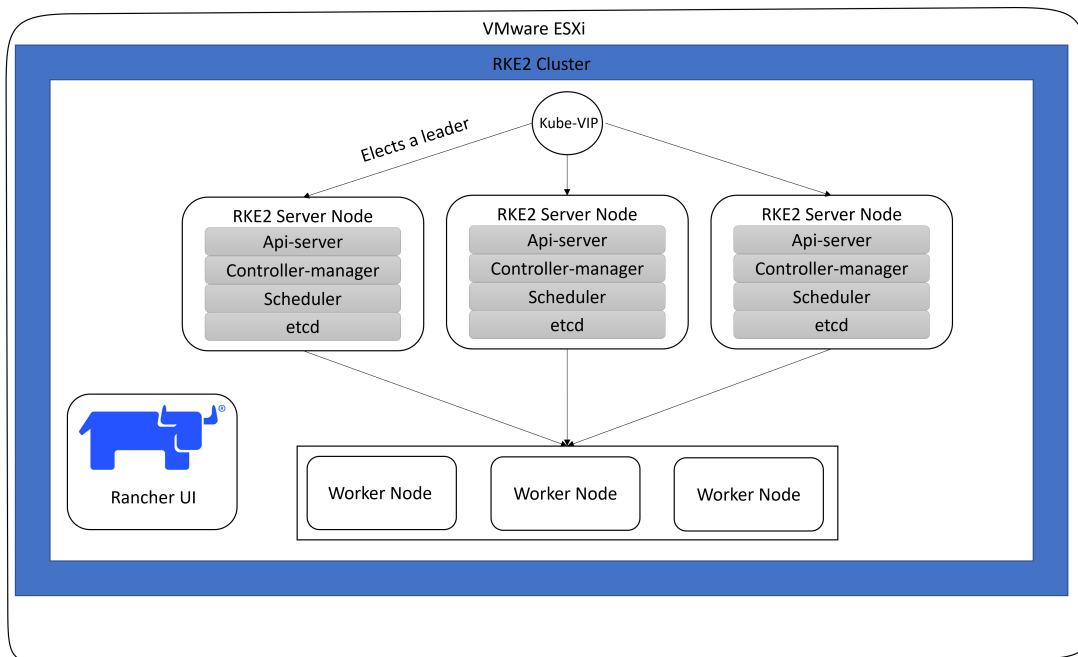 VMware ESXi
RKE2 Cluster
Kube-VIP
Elects a leader
RKE2 Server Node
Api-server
Controller-manager
Scheduler
etcd
RKE2 Server Node
Api-server
Controller-manager
Scheduler
etcd
RKE2 Server Node
Api-server
Controller-manager
Scheduler
etcd
®
Rancher UI
Worker Node
Worker Node
Worker Node